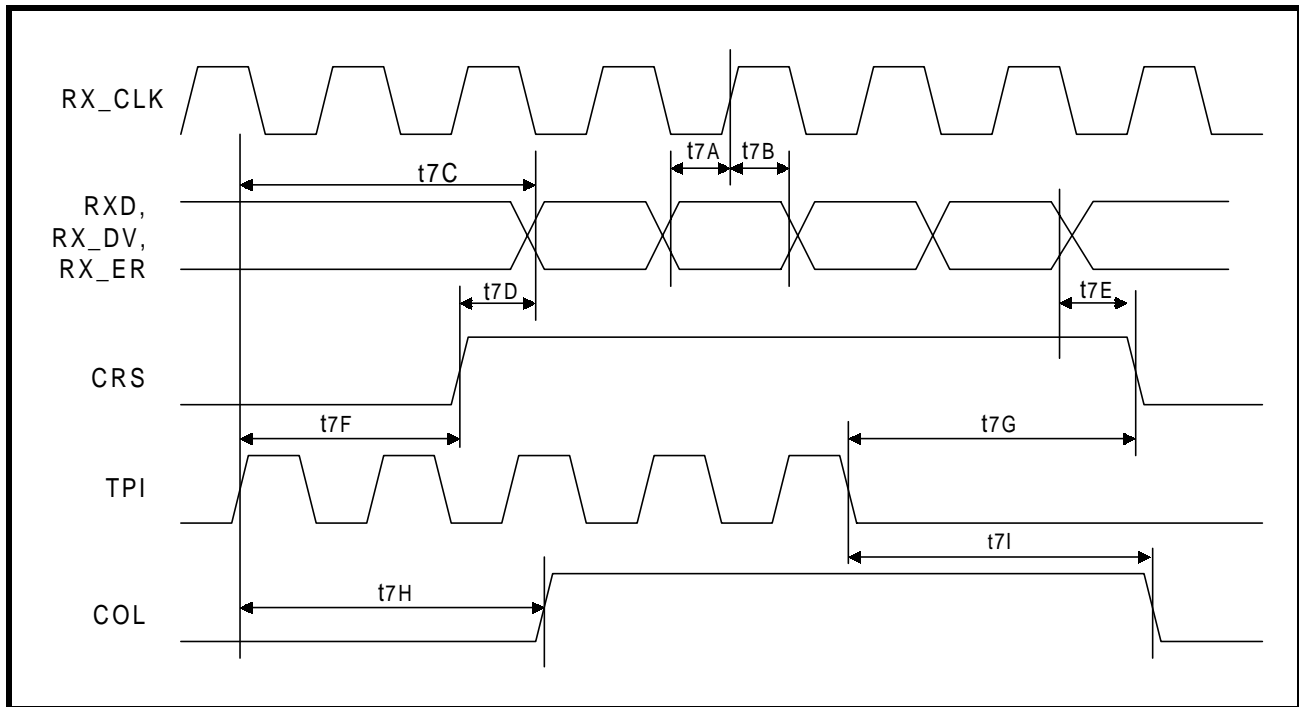 RX_CLK
t7A
t7B
t7C
RXD,
RX_DV,
RX_ER
t7D
t7E
CRS
t7F
t7G
TPI
t7I
t7H
COL